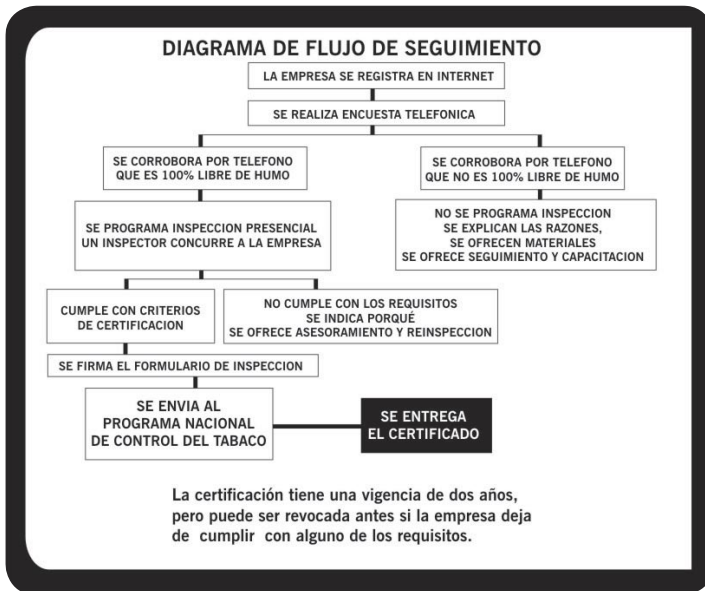 DIAGRAMA DE FLUJO DE SEGUIMIENTO
LA EMPRESA SE REGISTRA EN INTERNET
SE REALIZA ENCUESTA TELEFONICA
SE CORROBORA POR TELEFONO
QUE ES 100% LIBRE DE HUMO
SE CORROBORA POR TELEFONO
QUE NO ES 100% LIBRE DE HUMO
SE PROGRAMA INSPECCION PRESENCIAL
UN INSPECTOR CONCURRE A LA EMPRESA
NO SE PROGRAMA INSPECCION
SE EXPLICAN LAS RAZONES,
SE OFRECEN MATERIALES
SE OFRECE SEGUIMIENTO Y CAPACITACION
CUMPLE CON CRITERIOS
DE CERTIFICACION
NO CUMPLE CON LOS REQUISITOS
SE INDICA PORQUÉ
SE OFRECE ASESORAMIENTO Y REINSPECCION
SE FIRMA EL FORMULARIO DE INSPECCION
SE ENVIA AL
PROGRAMA NACIONAL
DE CONTROL DEL TABACO
SE ENTREGA
EL CERTIFICADO
La certificación tiene una vigencia de dos años,
pero puede ser revocada antes si la empresa deja
de cumplir con alguno de los requisitos.